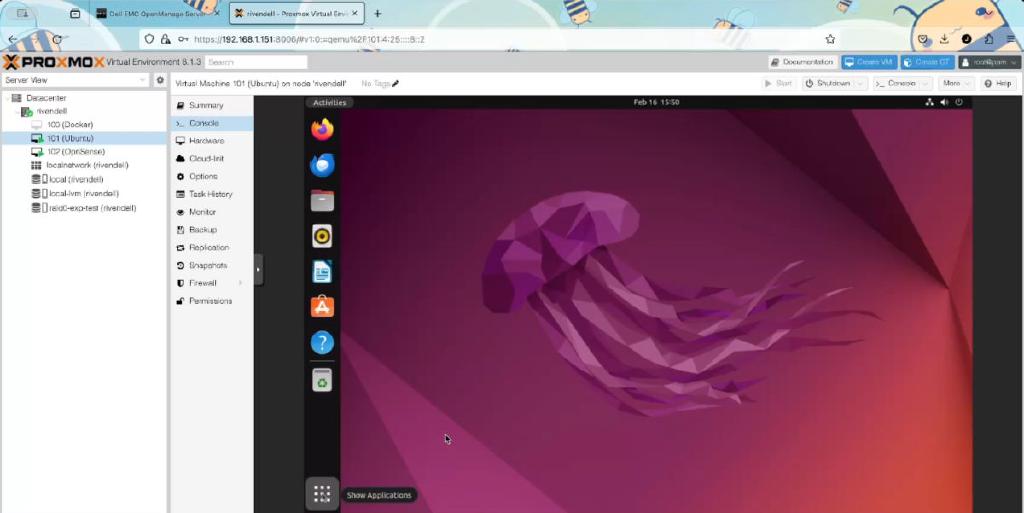 Dell EMC OpenManage Server
rivendell - Proxmox Virtual Envi
https://192.168.1.151:8006/#v1:0:=qemu%2F101:4:25:::::8::2
PROXMOX Virtual Environment 8.1.3
Search
Documentation
Create VM
Create CT
root@pam
Server View
Virtual Machine 101 (Ubuntu) on node 'rivendell'
No Tags
Start
Shutdown
Console
More
Help
Datacenter
rivendell
100 (Docker)
101 (Ubuntu)
102 (OpnSense)
localnetwork (rivendell)
local (rivendell)
local-lvm (rivendell)
raid0-exp-test (rivendell)
Summary
Console
Hardware
Cloud-Init
Options
Task History
Monitor
Backup
Replication
Snapshots
Firewall
Permissions
Activities
Feb 16 15:50
Show Applications